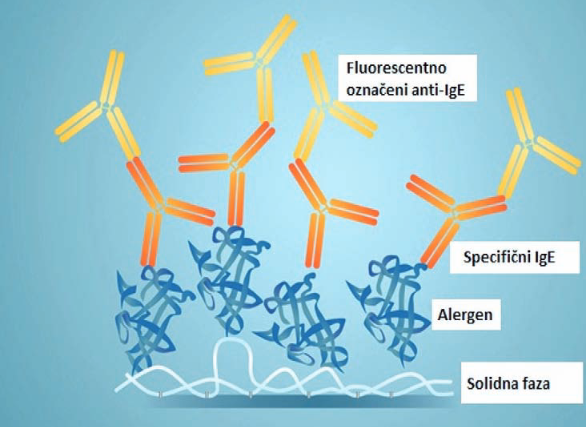 Fluorescentno
označeni anti-IgE
Specifični IgE
Alergen
Solidna faza